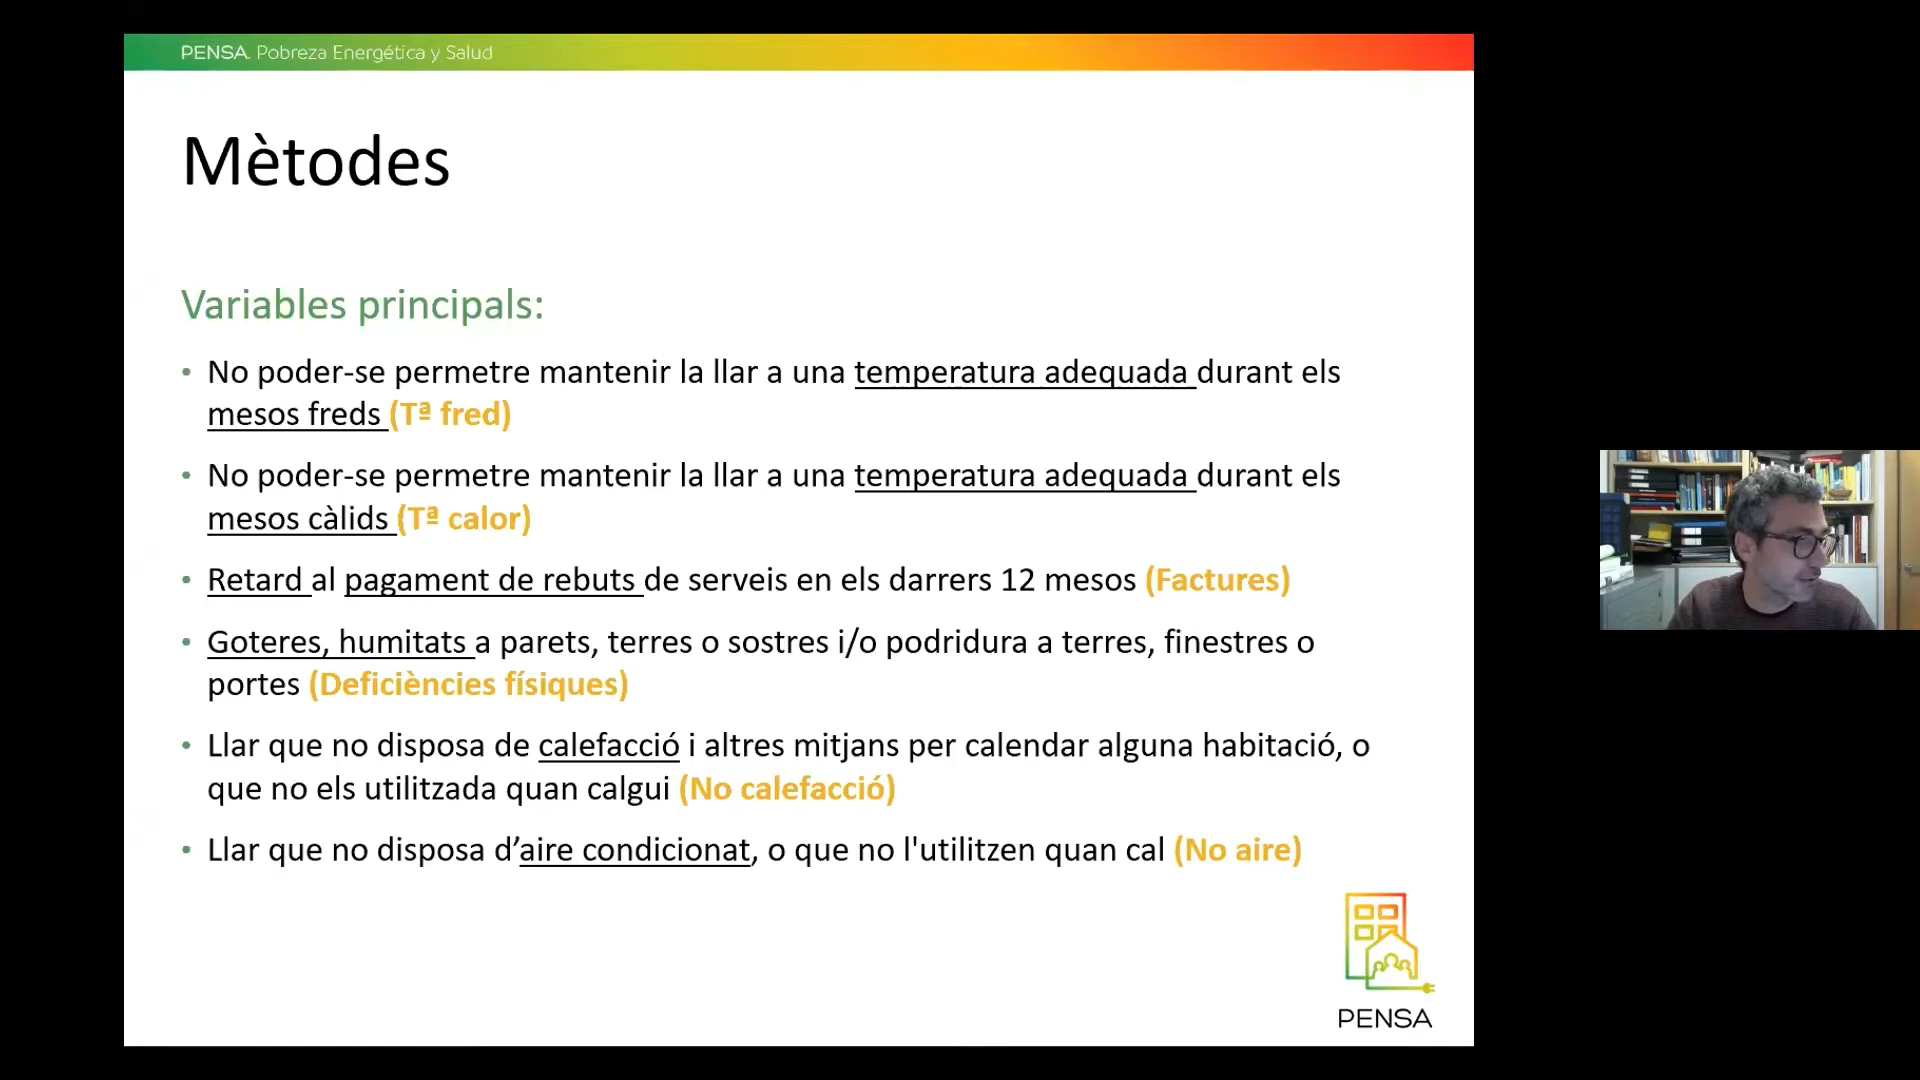 PENSA. Pobreza Energética y Salud
Mètodes
Variables principals:
• No poder-se permetre mantenir la llar a una temperatura adequada durant els
mesos freds (Tª fred)
• No poder-se permetre mantenir la llar a una temperatura adequada durant els
mesos càlids (Tª calor)
• Retard al pagament de rebuts de serveis en els darrers 12 mesos (Factures)
• Goteres, humitats a parets, terres o sostres i/o podridura a terres, finestres o
portes (Deficiències físiques)
• Llar que no disposa de calefacció i altres mitjans per calendar alguna habitació, o
que no els utilitzada quan calgui (No calefacció)
• Llar que no disposa d’aire condicionat, o que no l'utilitzen quan cal (No aire)
PENSA